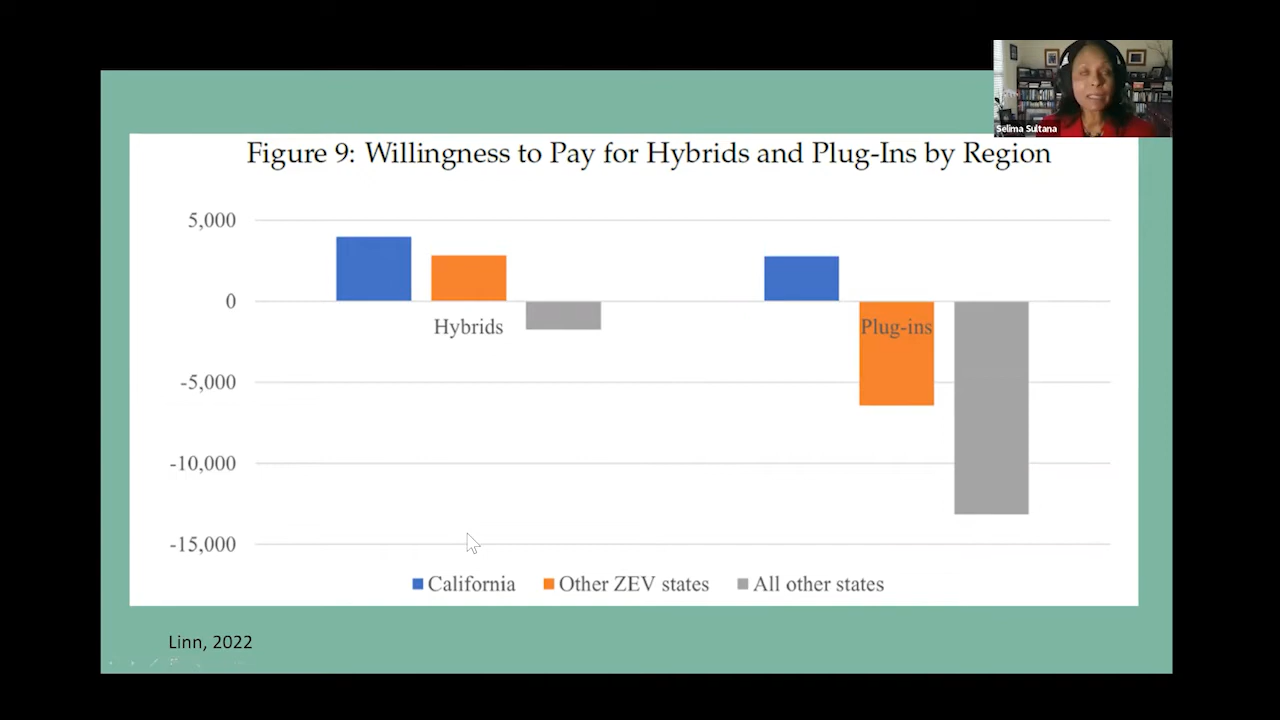 Selima Sultana
Figure 9: Willingness to Pay for Hybrids and Plug-Ins by Region
5,000
0
Hybrids
Plug-ins
-5,000
-10,000
-15,000
California
Other ZEV states
All other states
Linn, 2022